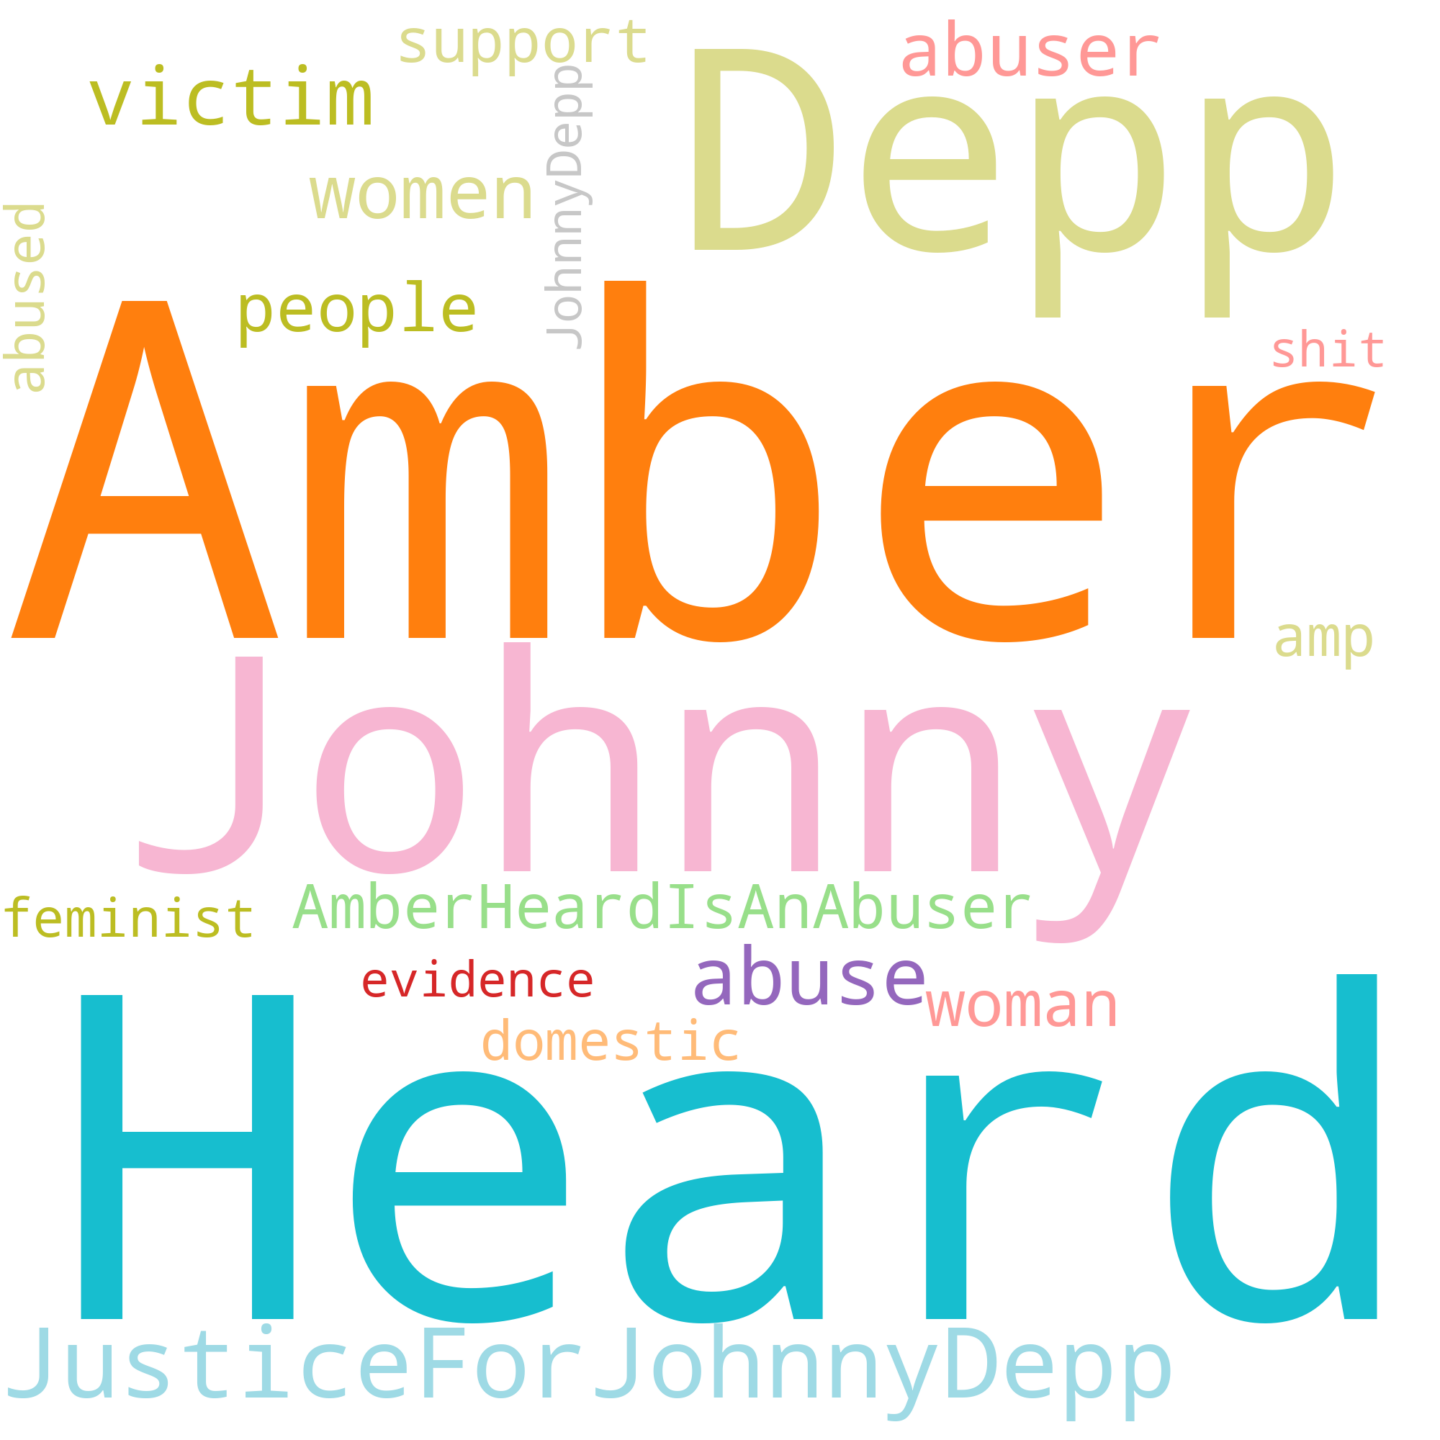 support
abuser
victim
Depp
JohnnyDepp
women
abused
people
Amber
shit
amp
Johnny
feminist
AmberHeardIsAnAbuser
evidence
abuse
woman
domestic
Heard
JusticeForJohnnyDepp